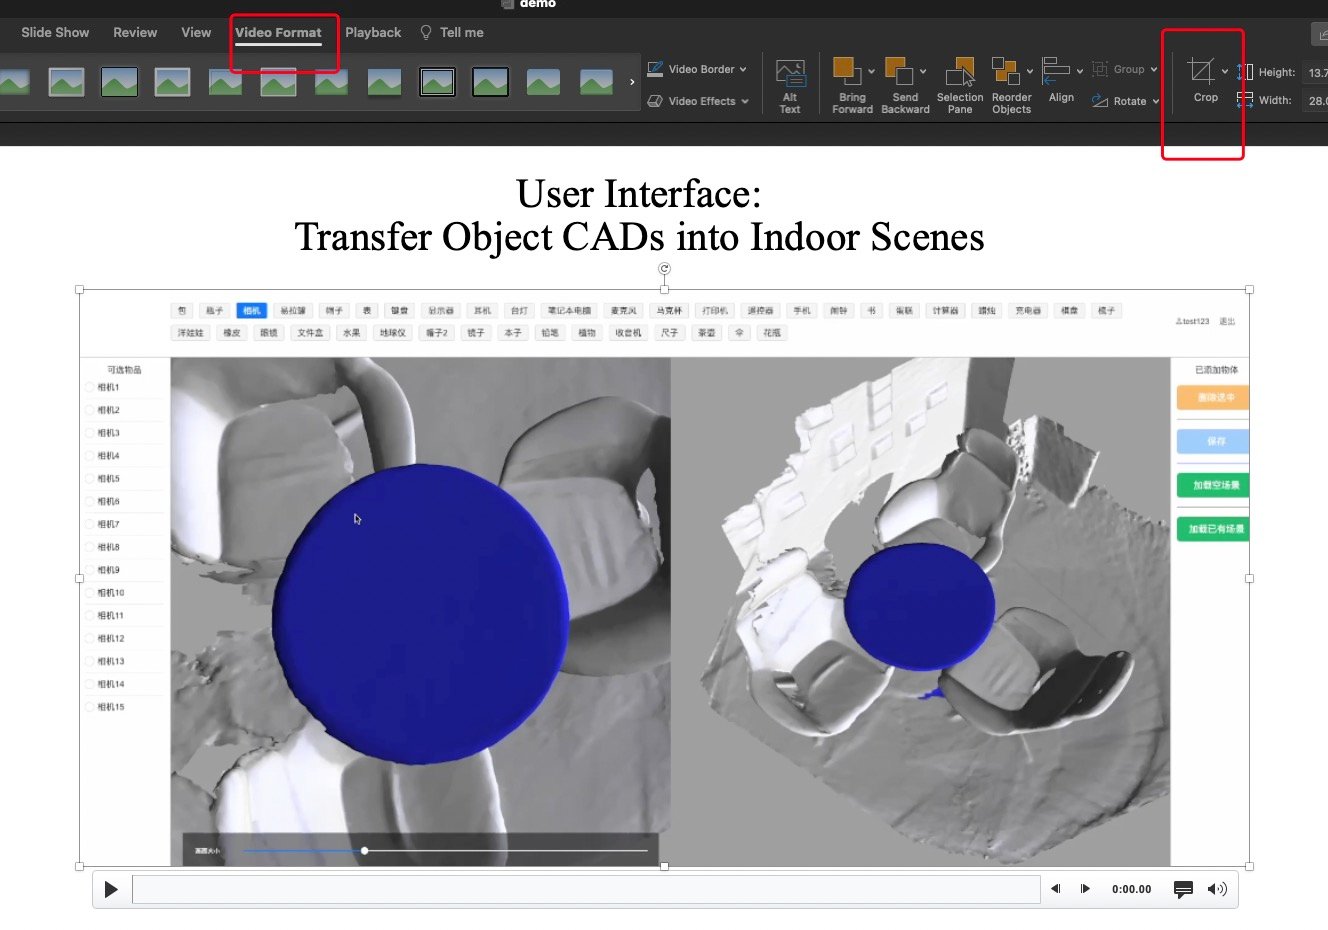 demo
Slide Show Review View Video Format Playback Tell me
Video Border
Video Effects
Alt Text
Bring Forward
Send Backward
Selection Pane
Reorder Objects
Align
Group
Rotate
Crop
Height: 13.7
Width: 28.0
User Interface:
Transfer Object CADs into Indoor Scenes
包 瓶子 相机 易拉罐 帽子 表 键盘 显示器 耳机 台灯 笔记本电脑 麦克风 马克杯 打印机 遥控器 手机 闹钟 书 蛋糕 计算器 蜡烛 充电器 棋盘 梳子
洋娃娃 橡皮 眼镜 文件盒 水果 地球仪 帽子2 镜子 本子 铅笔 植物 收音机 尺子 茶壶 伞 花瓶
test123 退出
可选物品
相机1
相机2
相机3
相机4
相机5
相机6
相机7
相机8
相机9
相机10
相机11
相机12
相机13
相机14
相机15
已添加物体
删除选中
保存
加载空场景
加载已有场景
画面大小
0:00.00